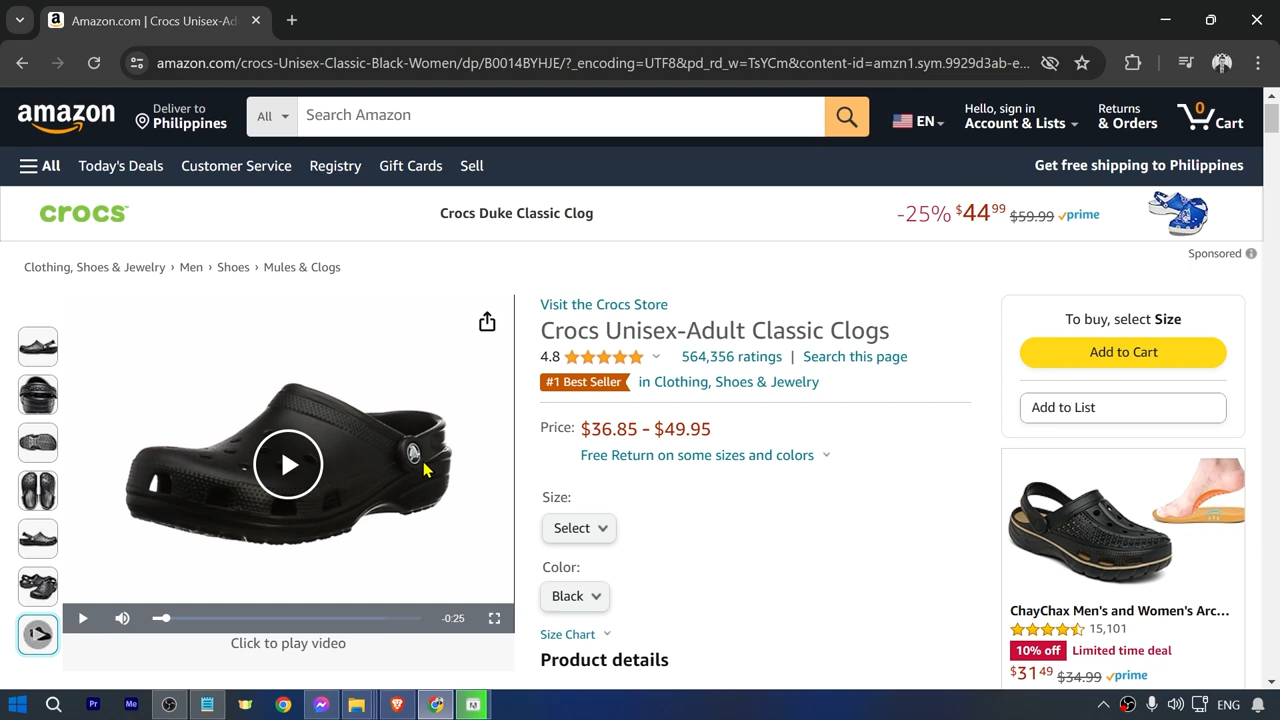 Amazon.com | Crocs Unisex-Ad
amazon.com/crocs-Unisex-Classic-Black-Women/dp/B0014BYHJE/?_encoding=UTF8&pd_rd_w=TsYCm&content-id=amzn1.sym.9929d3ab-e...
amazon
Deliver to
Philippines
All
Search Amazon
EN
Hello, sign in
Account & Lists
Returns
& Orders
0
Cart
All
Today's Deals
Customer Service
Registry
Gift Cards
Sell
Get free shipping to Philippines
crocs™
Crocs Duke Classic Clog
-25% $44 99 $59.99 prime
Sponsored
Clothing, Shoes & Jewelry › Men › Shoes › Mules & Clogs
Visit the Crocs Store
Crocs Unisex-Adult Classic Clogs
4.8
564,356 ratings | Search this page
#1 Best Seller in Clothing, Shoes & Jewelry
Price: $36.85 - $49.95
Free Return on some sizes and colors
Size:
Select
Color:
Black
Size Chart
Product details
-0:25
Click to play video
To buy, select Size
Add to Cart
Add to List
ChayChax Men's and Women's Arc...
15,101
10% off Limited time deal
$31 49 $34.99 prime
Pr
Me
ENG